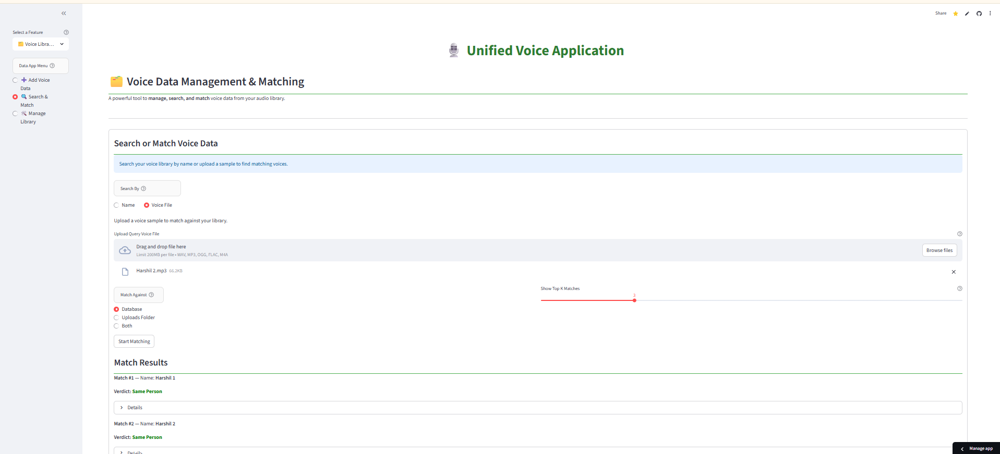 Share
Select a Feature
Voice Libra...
Data App Menu
Add Voice
Data
Search &
Match
Manage
Library
Unified Voice Application
Voice Data Management & Matching
A powerful tool to manage, search, and match voice data from your audio library.
Search or Match Voice Data
Search your voice library by name or upload a sample to find matching voices.
Search By
Name Voice File
Upload a voice sample to match against your library.
Upload Query Voice File
Drag and drop file here
Limit 200MB per file • WAV, MP3, OGG, FLAC, M4A
Browse files
Harshil 2.mp3 66.2KB
Match Against
Show Top K Matches
3
Database
Uploads Folder
Both
Start Matching
Match Results
Match #1 — Name: Harshil 1
Verdict: Same Person
Details
Match #2 — Name: Harshil 2
Verdict: Same Person
Details
Manage app